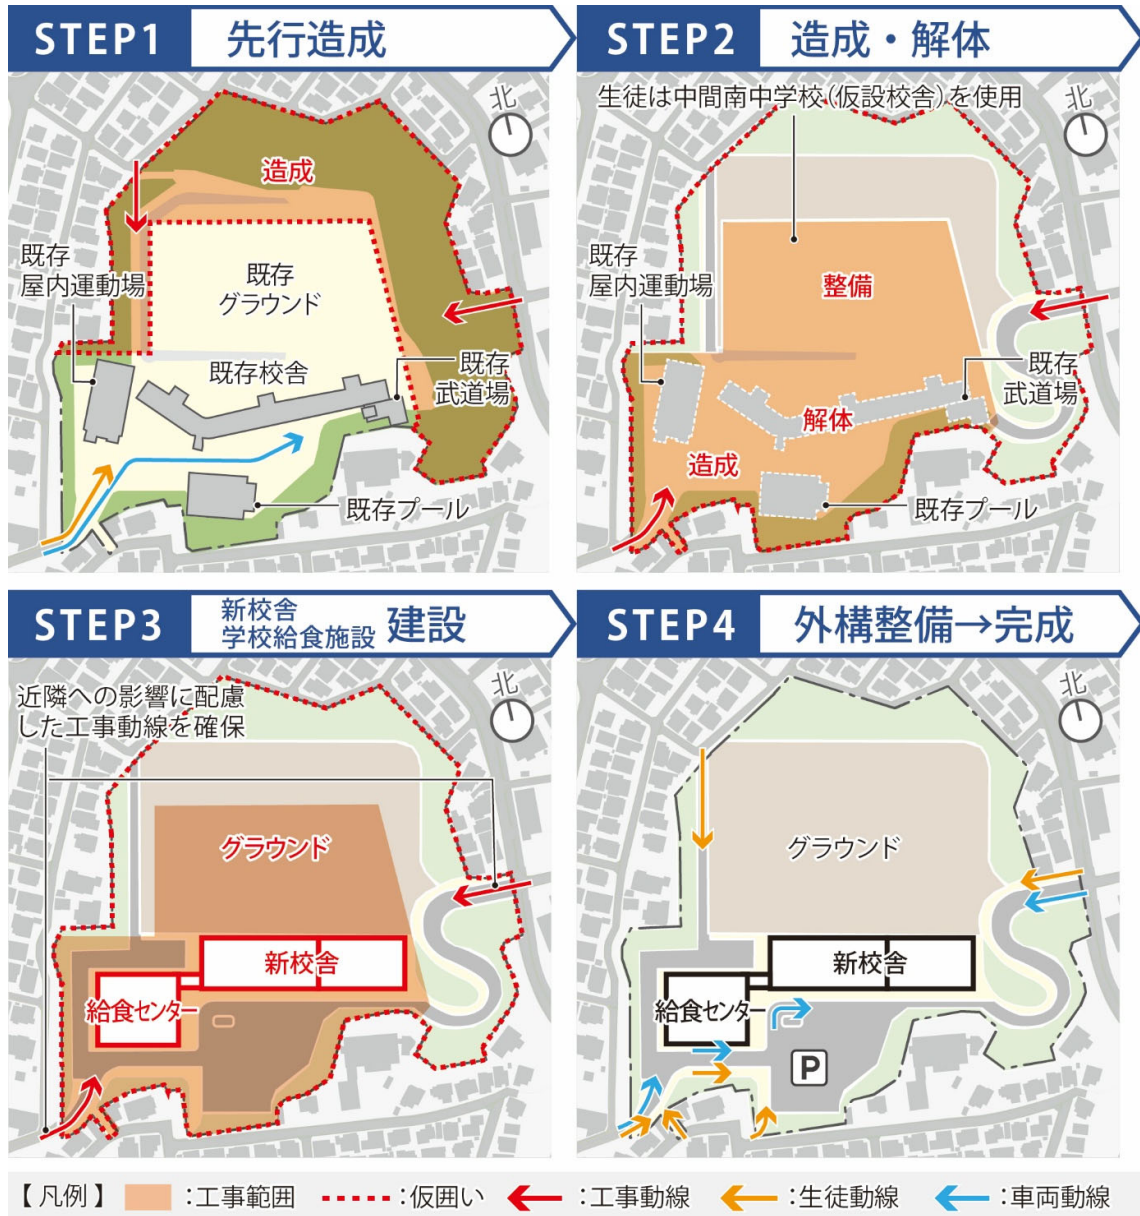 STEP1 先行造成
北
造成
既存
屋内運動場
既存
グラウンド
既存校舎
既存
武道場
既存プール
STEP2 造成・解体
生徒は中間南中学校(仮設校舎)を使用
北
既存
屋内運動場
整備
既存
武道場
解体
造成
既存プール
STEP3 新校舎
学校給食施設 建設
近隣への影響に配慮
した工事動線を確保
北
グラウンド
新校舎
給食センター
STEP4 外構整備→完成
北
グラウンド
新校舎
給食センター
P
【凡例】 :工事範囲 :仮囲い :工事動線 :生徒動線 :車両動線